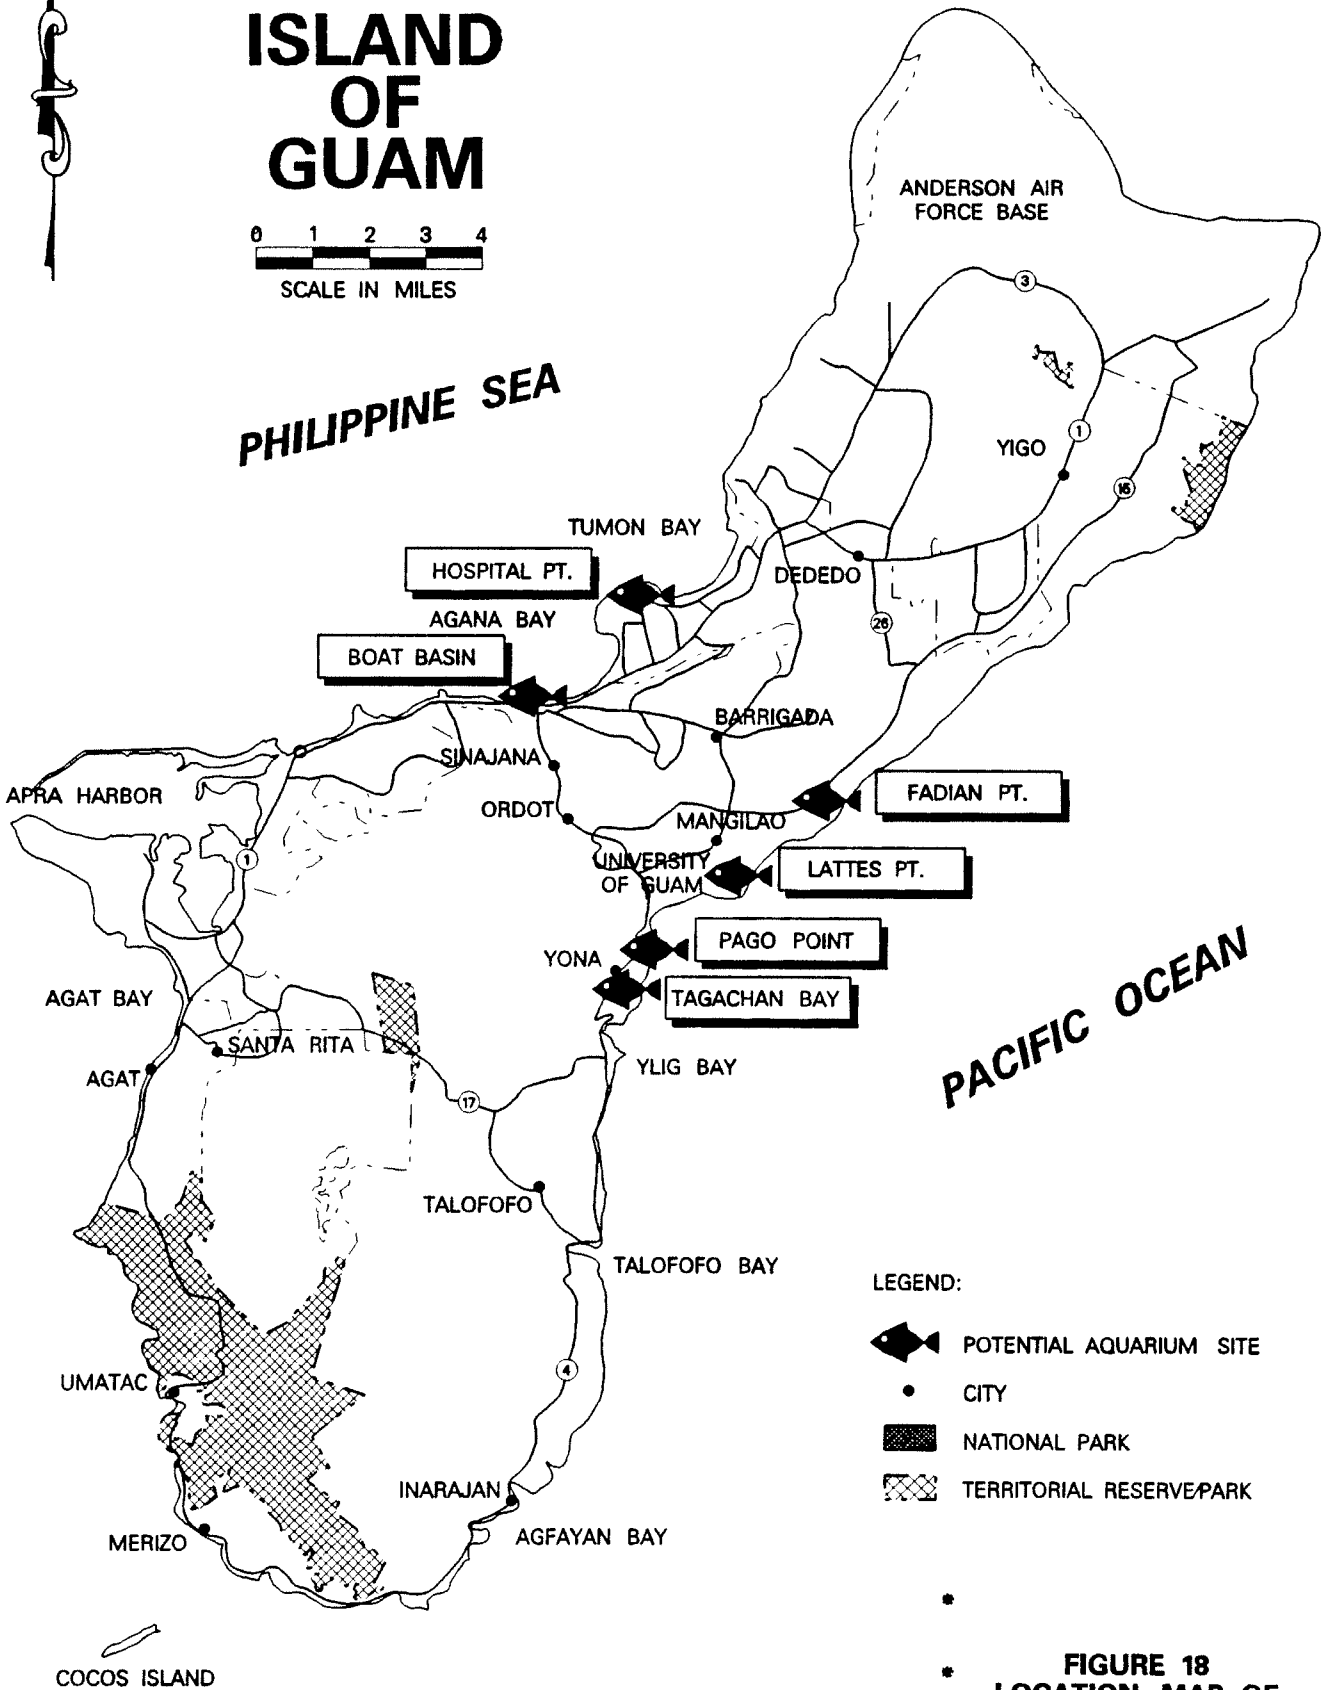 ISLAND
OF
GUAM
0 1 2 3 4
SCALE IN MILES
ANDERSON AIR
FORCE BASE
3
PHILIPPINE SEA
1
YIGO
15
TUMON BAY
HOSPITAL PT.
DEDEDO
AGANA BAY
26
BOAT BASIN
BARRIGADA
SINAJANA
APRA HARBOR
FADIAN PT.
ORDOT
MANGILAO
1
UNIVERSITY
OF GUAM
LATTES PT.
PAGO POINT
YONA
AGAT BAY
TAGACHAN BAY
PACIFIC OCEAN
SANTA RITA
YLIG BAY
AGAT
17
TALOFOFO
TALOFOFO BAY
LEGEND:
POTENTIAL AQUARIUM SITE
4
UMATAC
CITY
NATIONAL PARK
INARAJAN
TERRITORIAL RESERVE/PARK
MERIZO
AGFAYAN BAY
*
COCOS ISLAND
*
FIGURE 18
LOCATION MAP OF